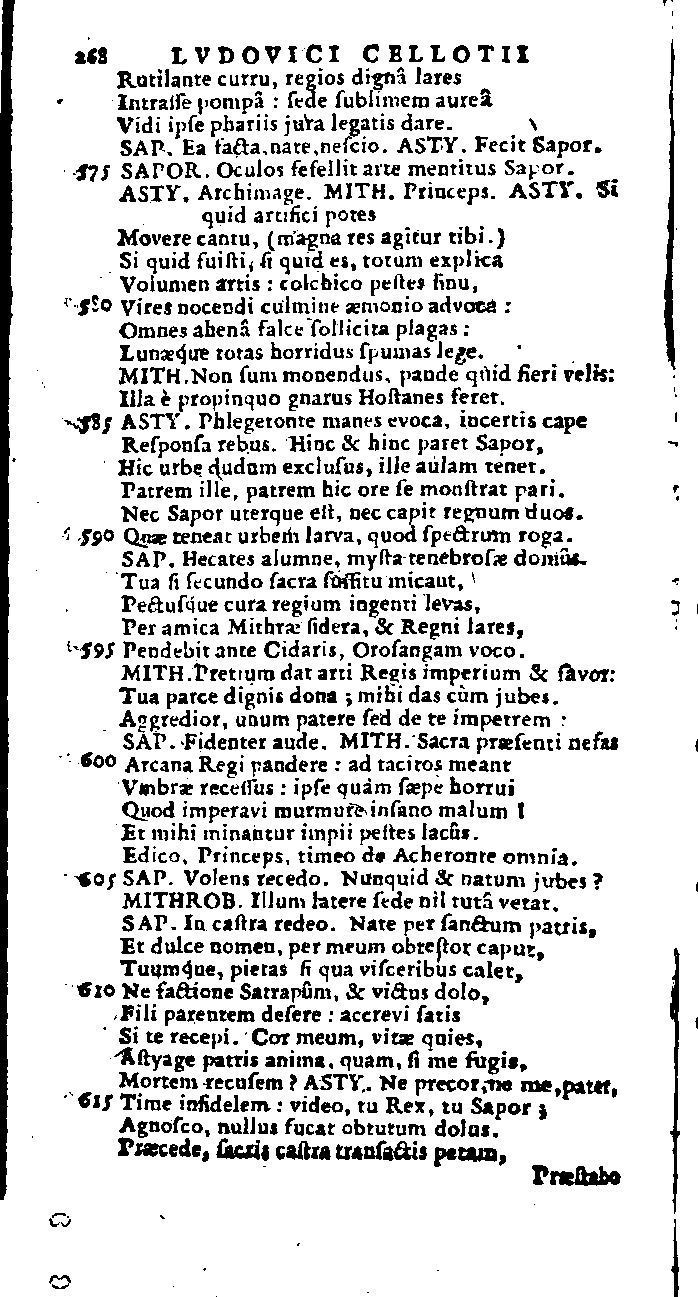 268 LVDOVICI CELLOTII
Rutilante curru, regios dignâ lares
Intraſſe pompâ : ſede ſublimem aureâ
Vidi ipſe phariis jura legatis dare.
SAP. Ea facta, nate, neſcio. ASTY. Fecit Sapor.
575 SAPOR. Oculos fefellit arte mentitus Sapor.
ASTY. Archimage. MITH. Princeps. ASTY. Si
quid artifici potes
Movere cantu, (magna res agitur tibi.)
Si quid fuiſti, ſi quid es, totum explica
Volumen artis : colchico peſtes ſinu,
580 Vires nocendi culmine æmonio advoca :
Omnes ahenâ falce ſollicita plagas :
Lunæque totas horridus ſpumas lege.
MITH. Non ſum monendus, pande quid fieri velis:
Illa è propinquo gnarus Hoſtanes feret.
585 ASTY. Phlegetonte manes evoca, incertis cape
Reſponſa rebus. Hinc & hinc paret Sapor,
Hic urbe dudum excluſus, ille aulam tenet.
Patrem ille, patrem hic ore ſe monſtrat pari.
Nec Sapor uterque eſt, nec capit regnum duos.
590 Quæ teneat urbem larva, quod ſpectrum roga.
SAP. Hecates alumne, myſta tenebroſæ domûs.
Tua ſi ſecundo ſacra ſuffitu micant,
Pectuſque cura regium ingenti levas,
Per amica Mithræ ſidera, & Regni lares,
595 Pendebit ante Cidaris, Oroſangam voco.
MITH. Pretium dat arti Regis imperium & favor:
Tua parce dignis dona ; mihi das cùm jubes.
Aggredior, unum patere ſed de te impetrem :
SAP. Fidenter aude. MITH. Sacra præſenti nefas
600 Arcana Regi pandere : ad tacitos meant
Vmbræ receſſus : ipſe quàm ſæpe horrui
Quod imperavi murmure inſano malum !
Et mihi minantur impii peſtes lacûs.
Edico, Princeps, timeo de Acheronte omnia.
605 SAP. Volens recedo. Nunquid & natum jubes ?
MITHROB. Illum latere ſede nil tutâ vetat.
SAP. In caſtra redeo. Nate per ſanctum patris,
Et dulce nomen, per meum obteſtor caput,
Tuumque, pietas ſi qua viſceribus calet,
610 Ne factione Satrapûm, & victus dolo,
Fili parentem deſere : acerevi ſatis
Si te recepi. Cor meum, vitæ quies,
Aſtyage patris anima, quam, ſi me fugis,
Mortem recuſem ? ASTY. Ne precor, ne me, pater,
615 Time infidelem : video, tu Rex, tu Sapor ;
Agnoſco, nullus fucat obtutum dolus.
Præcede, ſacris caſtra tranſactis petam,
Præſtabo